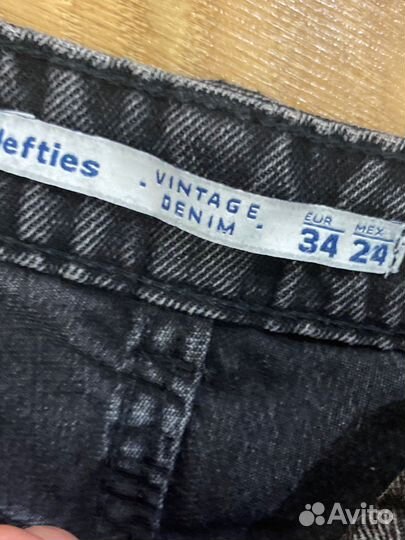 lefties
VINTAGE
- DENIM -
EUR MEX
34 24
Avito